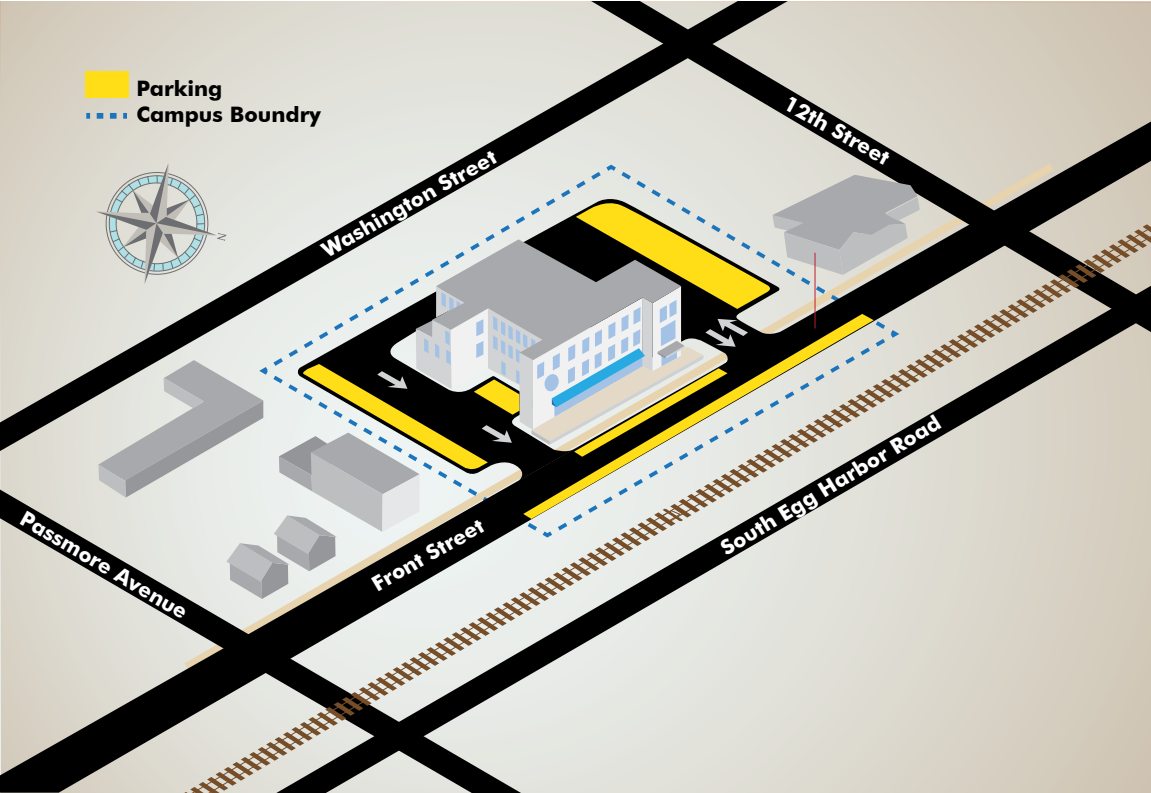 Parking
Campus Boundry
12th Street
Washington Street
N
Passmore Avenue
Front Street
South Egg Harbor Road